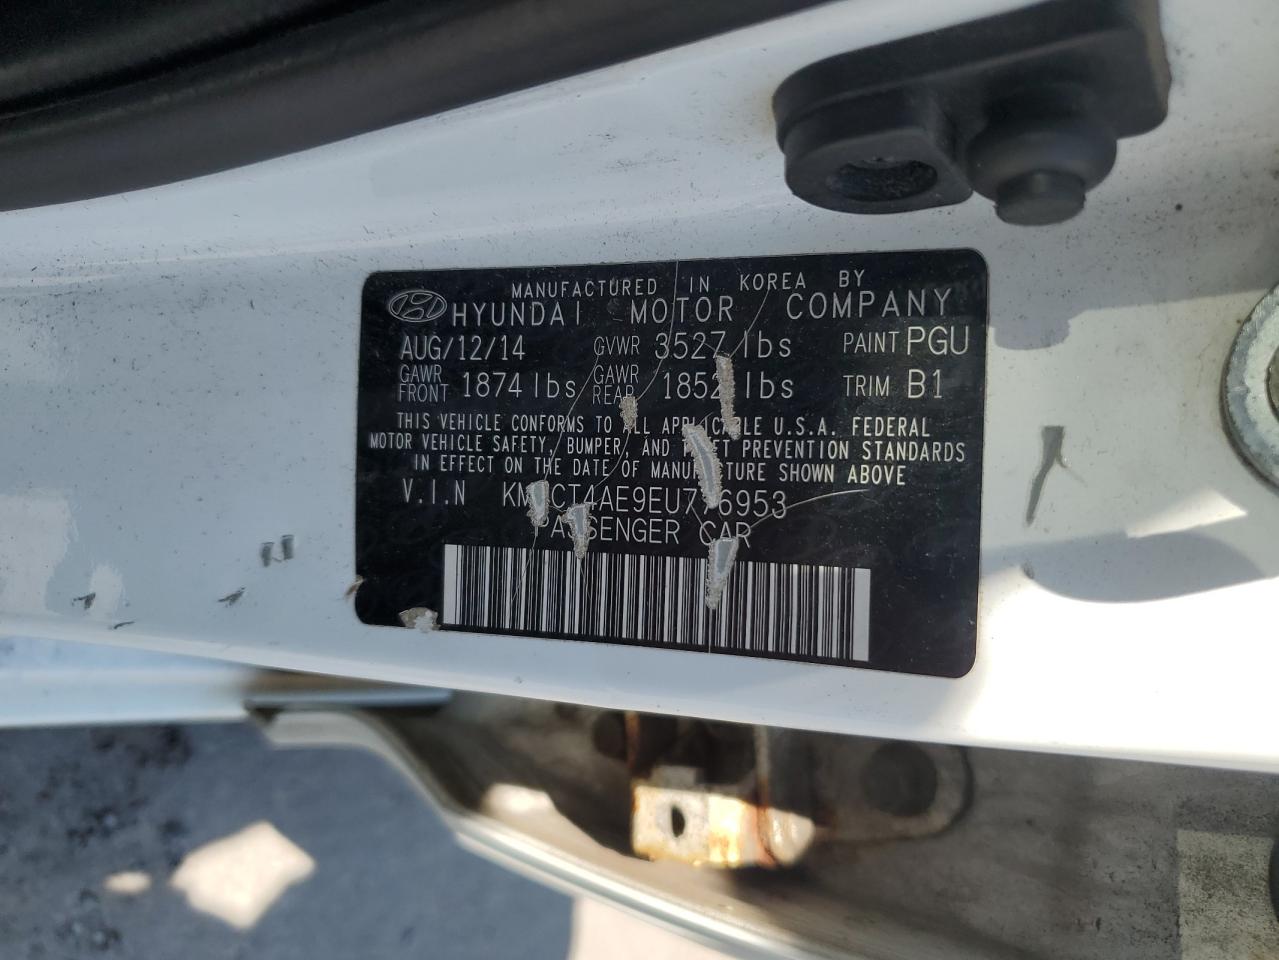 MANUFACTURED IN KOREA BY
HYUNDAI MOTOR COMPANY
AUG/12/14 GVWR 3527 lbs PAINT PGU
GAWR FRONT 1874 lbs GAWR REAR lbs TRIM B1
THIS VEHICLE CONFORMS TO ALL APPLICABLE U.S.A. FEDERAL
MOTOR VEHICLE SAFETY, BUMPER, AND THEFT PREVENTION STANDARDS
IN EFFECT ON THE DATE OF MANUFACTURE SHOWN ABOVE
V.I.N
PASSENGER CAR